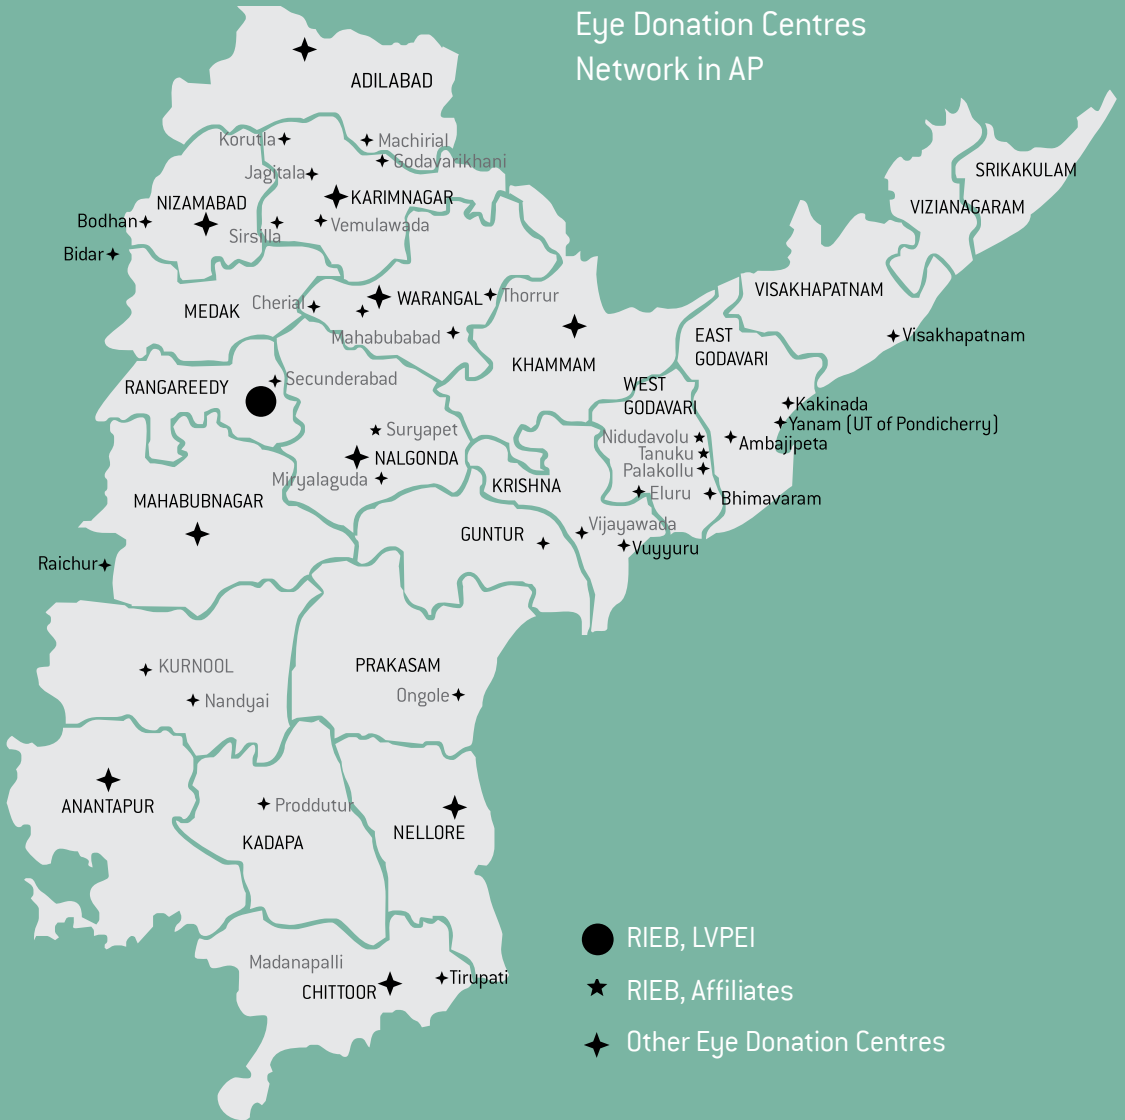 Eye Donation Centres
Network in AP
ADILABAD
Korutla
Machirial
Godavarikhani
Jagitala
SRIKAKULAM
NIZAMABAD
KARIMNAGAR
VIZIANAGARAM
Bodhan
Sirsilla
Vemulawada
Bidar
VISAKHAPATNAM
MEDAK
Cherial
WARANGAL
Thorrur
Mahabubabad
EAST
GODAVARI
Visakhapatnam
KHAMMAM
RANGAREEDY
Secunderabad
WEST
GODAVARI
Kakinada
Yanam (UT of Pondicherry)
Suryapet
Nidudavolu
Ambajipeta
Tanuku
NALGONDA
Palakollu
Miryalaguda
KRISHNA
Eluru
Bhimavaram
MAHABUBNAGAR
Vijayawada
GUNTUR
Vuyyuru
Raichur
KURNOOL
PRAKASAM
Nandyai
Ongole
ANANTAPUR
Proddutur
NELLORE
KADAPA
RIEB, LVPEI
Madanapalli
Tirupati
CHITTOOR
RIEB, Affiliates
Other Eye Donation Centres